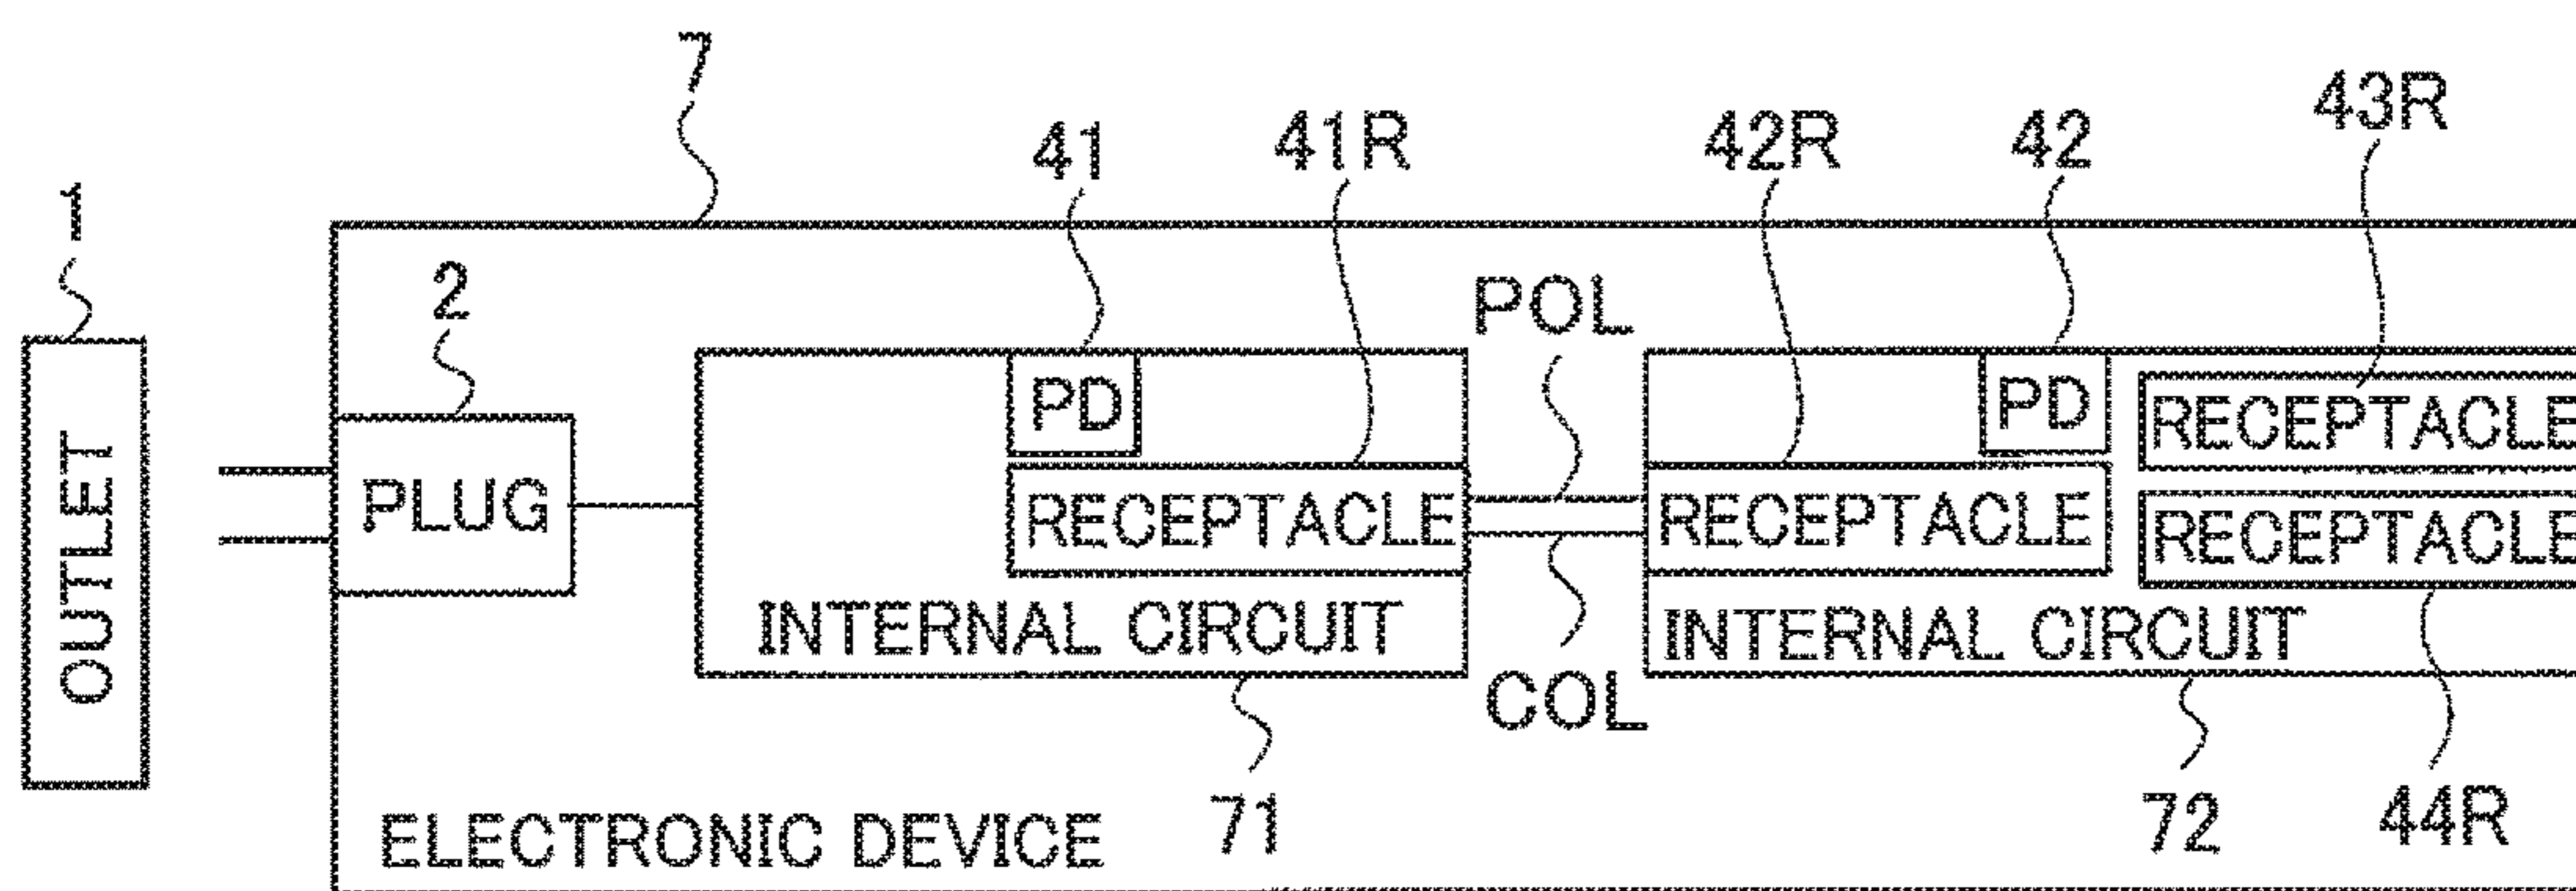 7
43R
41
41R
42R
42
1
2
POL
PD
PD
RECEPTACLE
OUTLET
PLUG
RECEPTACLE
RECEPTACLE
RECEPTACLE
INTERNAL CIRCUIT
INTERNAL CIRCUIT
COL
71
72
44R
ELECTRONIC DEVICE